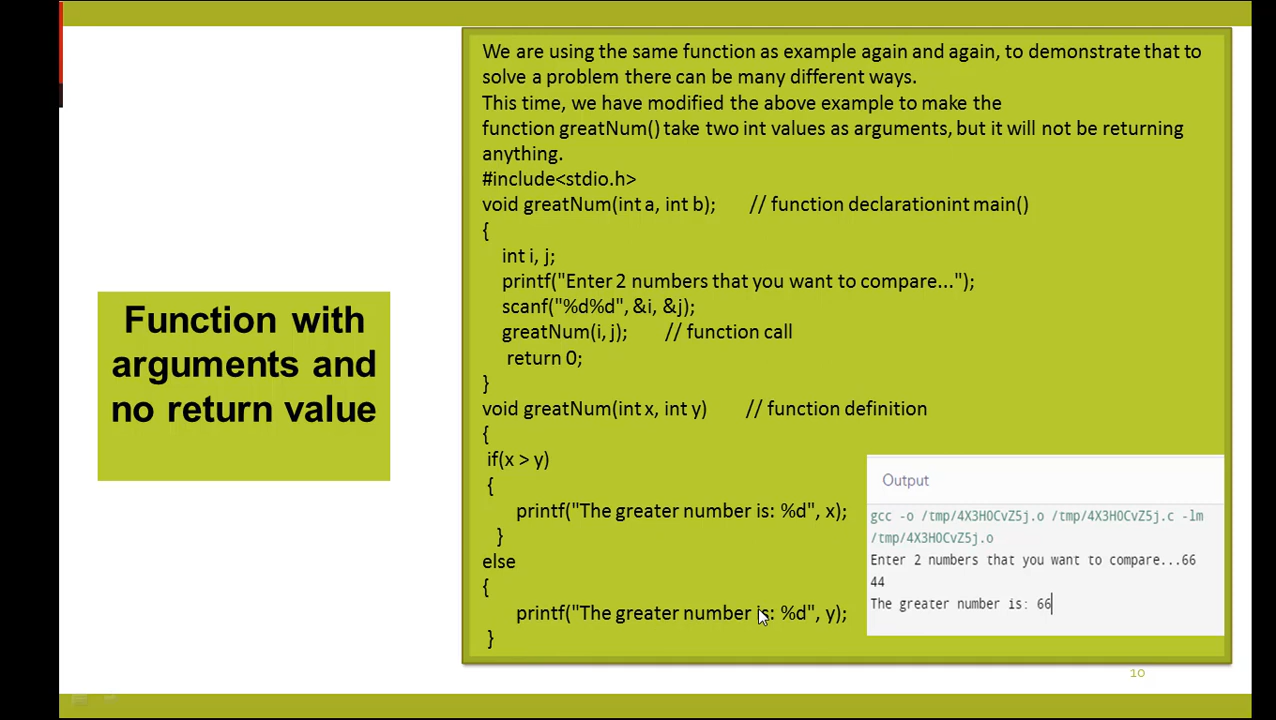 Function with
arguments and
no return value
We are using the same function as example again and again, to demonstrate that to
solve a problem there can be many different ways.
This time, we have modified the above example to make the
function greatNum() take two int values as arguments, but it will not be returning
anything.
#include<stdio.h>
void greatNum(int a, int b); // function declarationint main()
{
int i, j;
printf("Enter 2 numbers that you want to compare...");
scanf("%d%d", &i, &j);
greatNum(i, j); // function call
return 0;
}
void greatNum(int x, int y) // function definition
{
if(x > y)
{
printf("The greater number is: %d", x);
}
else
{
printf("The greater number is: %d", y);
}
Output
gcc -o /tmp/4X3H0CvZ5j.o /tmp/4X3H0CvZ5j.c -lm
/tmp/4X3H0CvZ5j.o
Enter 2 numbers that you want to compare...66
44
The greater number is: 66
10